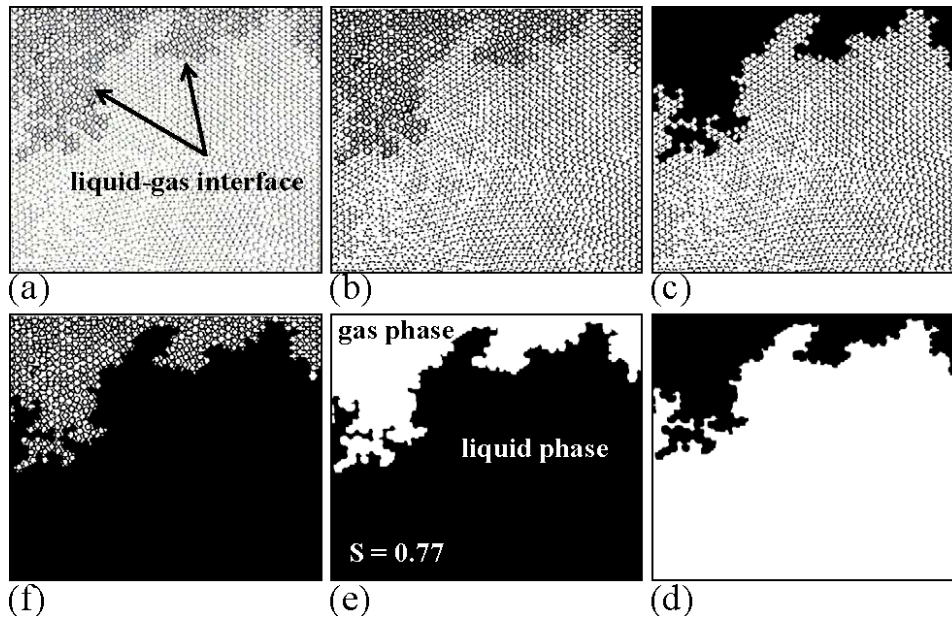 liquid-gas interface
(a)
(b)
(c)
gas phase
liquid phase
S = 0.77
(f)
(e)
(d)